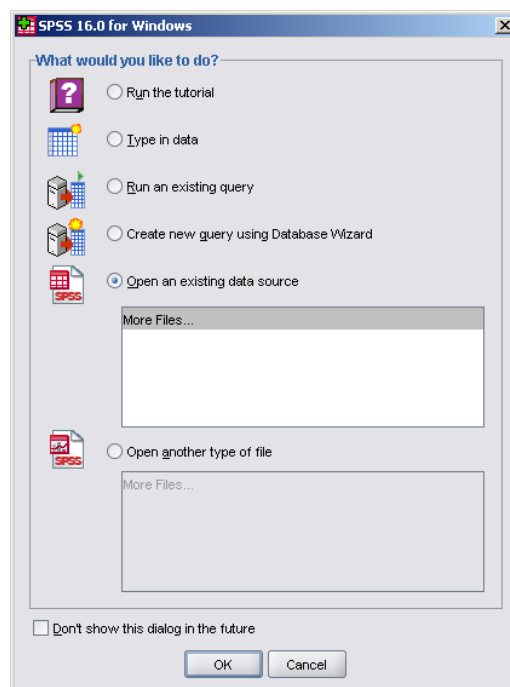 SPSS 16.0 for Windows
What would you like to do?
?
Run the tutorial
Type in data
Run an existing query
Create new query using Database Wizard
Open an existing data source
SPSS
More Files...
Open another type of file
SPSS
More Files...
Don't show this dialog in the future
OK
Cancel